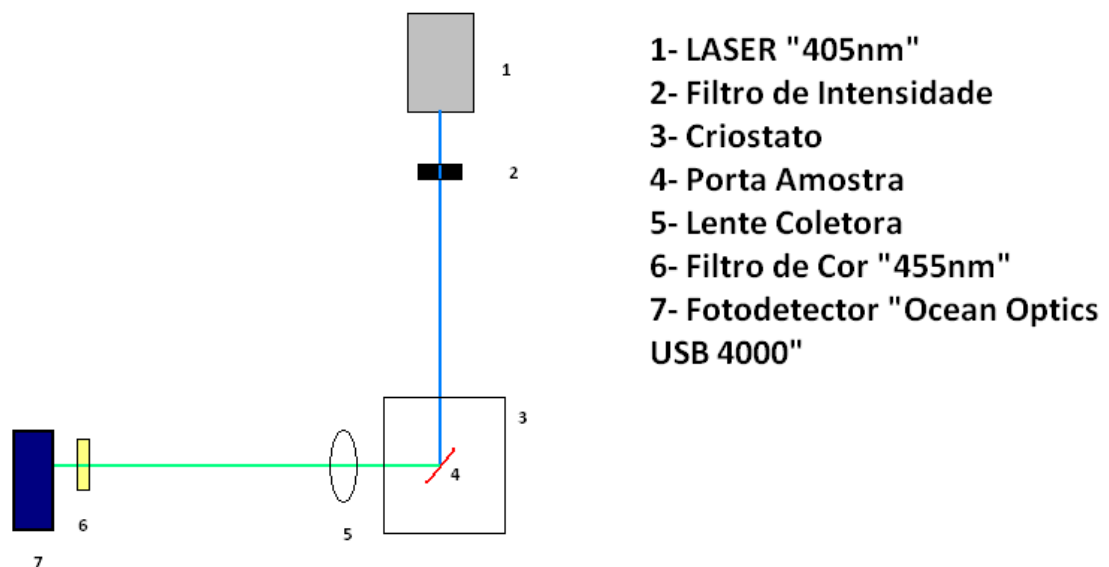 1
1- LASER "405nm"
2- Filtro de Intensidade
2
3- Criostato
4- Porta Amostra
5- Lente Coletora
6- Filtro de Cor "455nm"
7- Fotodetector "Ocean Optics
USB 4000"
3
4
6
5
7